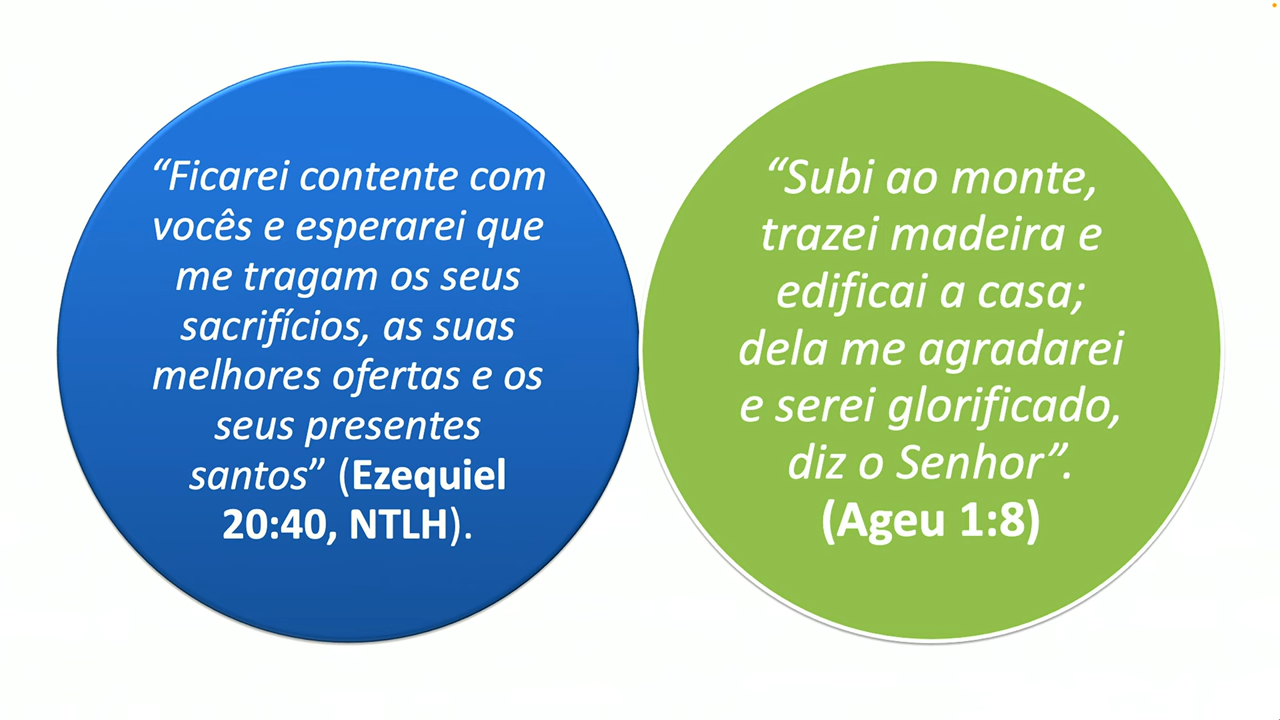 “Ficarei contente com
vocês e esperarei que
me tragam os seus
sacrifícios, as suas
melhores ofertas e os
seus presentes
santos” (Ezequiel
20:40, NTLH).
“Subi ao monte,
trazei madeira e
edificai a casa;
dela me agradarei
e serei glorificado,
diz o Senhor”.
(Ageu 1:8)